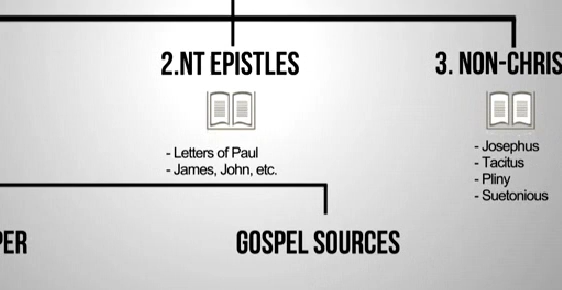 2.NT EPISTLES
- Letters of Paul
- James, John, etc.
3. NON-CHRIS
- Josephus
- Tacitus
- Pliny
- Suetonious
PER
GOSPEL SOURCES